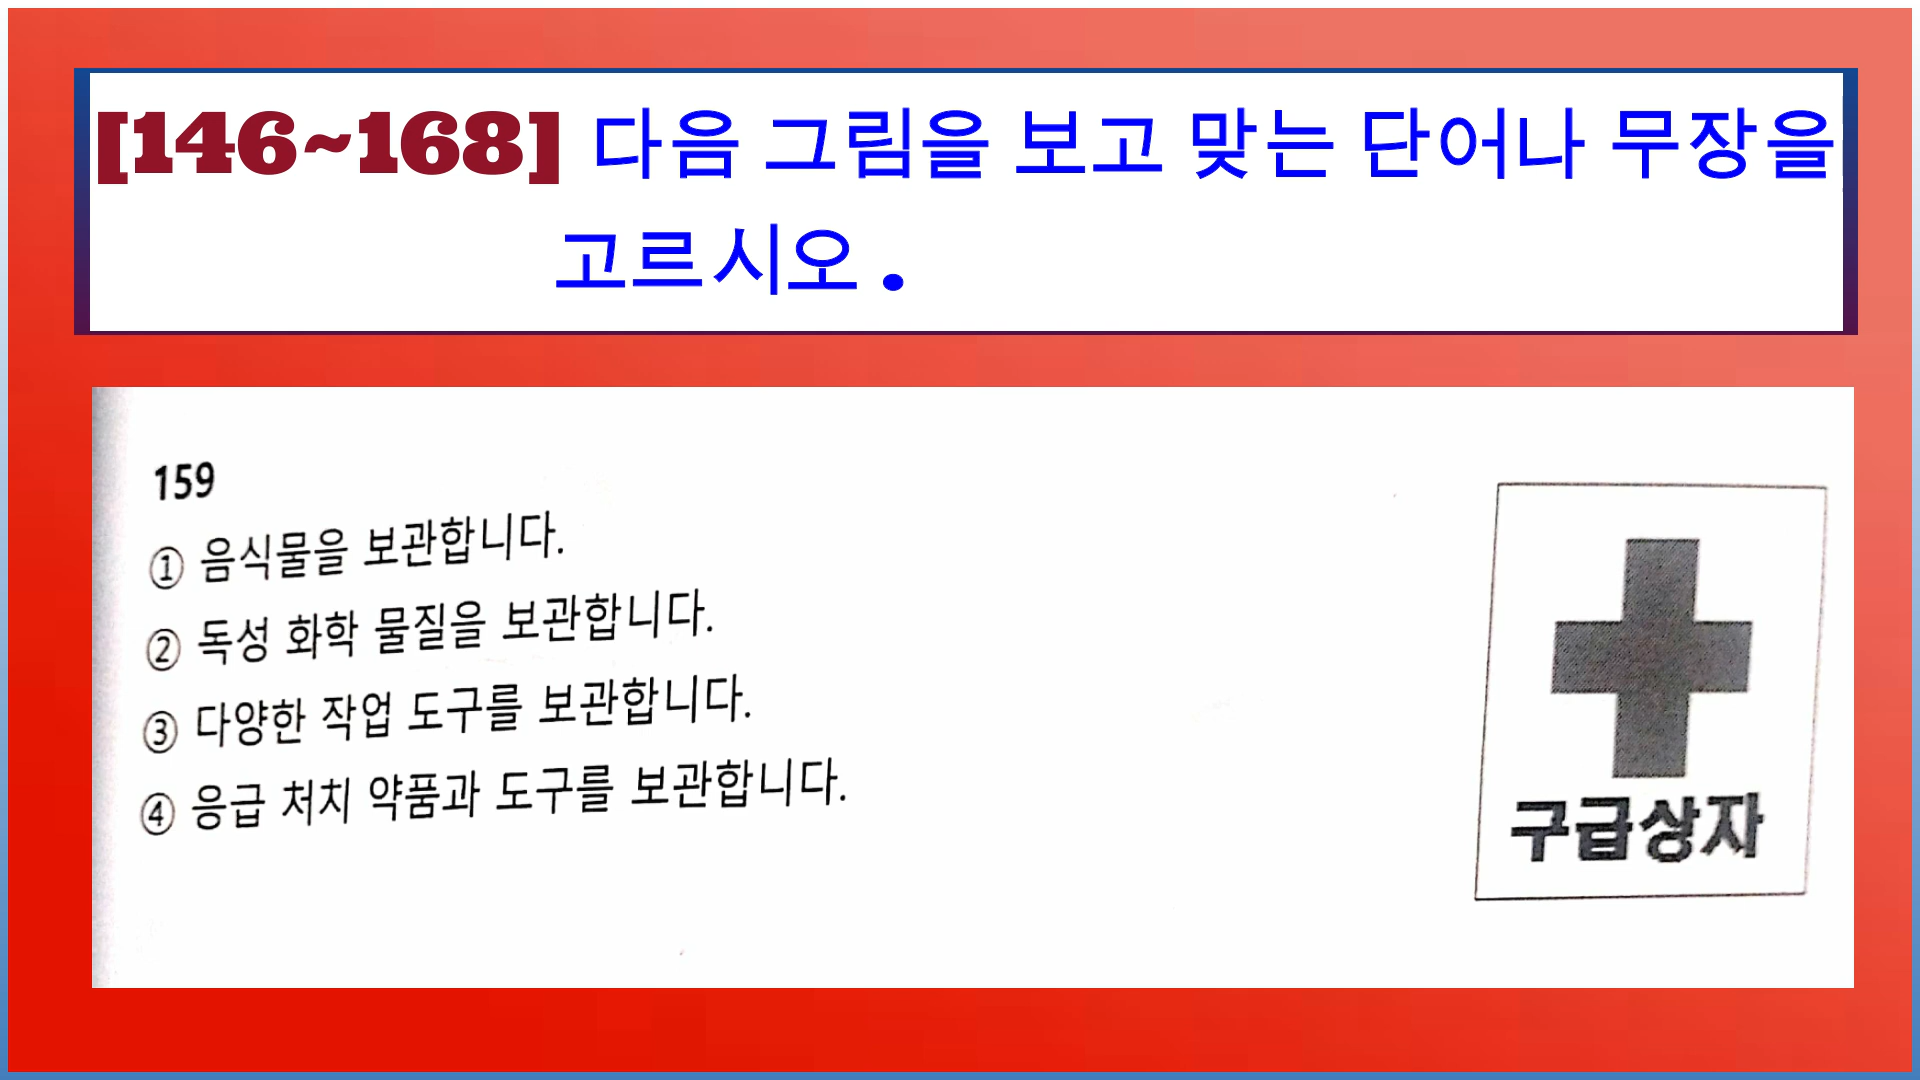 [146~168] 다음 그림을 보고 맞는 단어나 무장을
고르시오.
159
① 음식물을 보관합니다.
② 독성 화학 물질을 보관합니다.
③ 다양한 작업 도구를 보관합니다.
④ 응급 처치 약품과 도구를 보관합니다.
구급상자